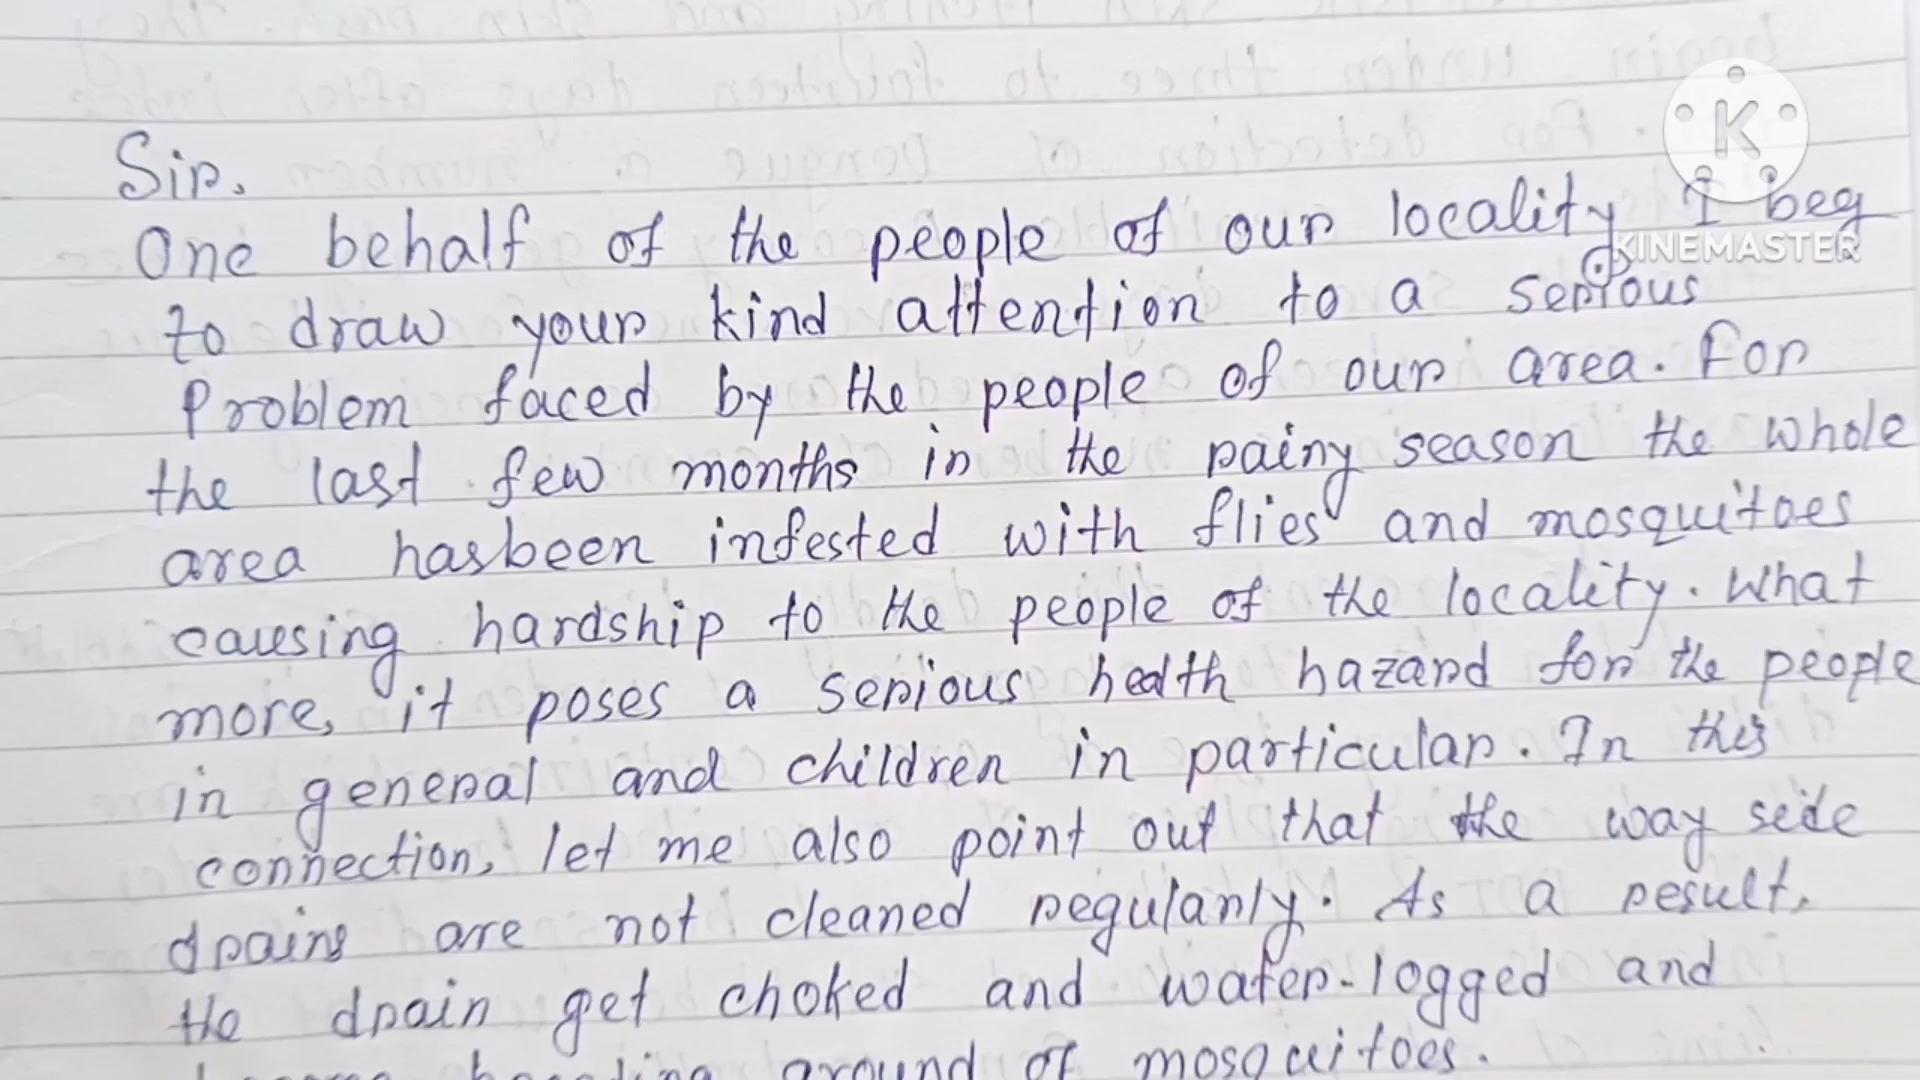 Sir.
One behalf of the people of our locality I beg
to draw your kind attention to a serious
Problem faced by the people of our area. For
the last few months in the rainy season the whole
area hasbeen infested with flies and mosquitoes
causing hardship to the people of the locality. What
more, it poses a serious health hazard for the people
in general and children in particular. In this
connection, let me also point out that the way side
drains are not cleaned regularly. As a result,
the drain get choked and water-logged and
around of mosquitoes.
K
KINEMASTER